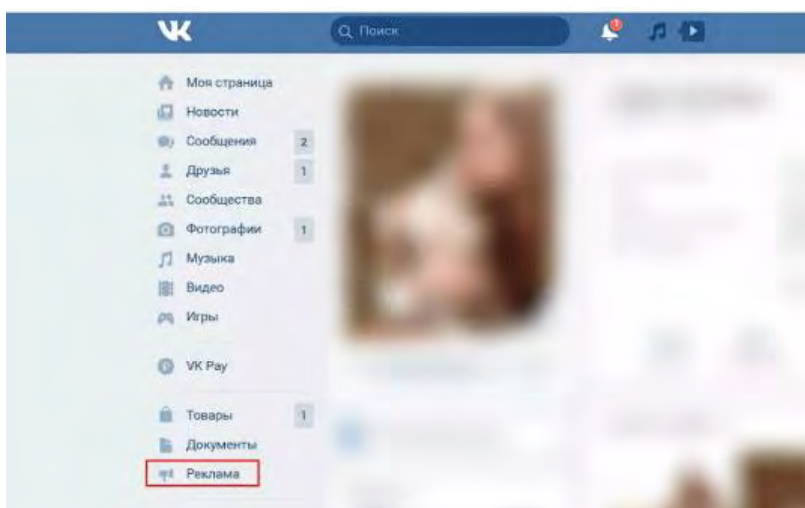 VK
Поиск
1
Моя страница
Новости
Сообщения 2
Друзья 1
Сообщества
Фотографии 1
Музыка
Видео
Игры
VK Pay
Товары 1
Документы
Реклама